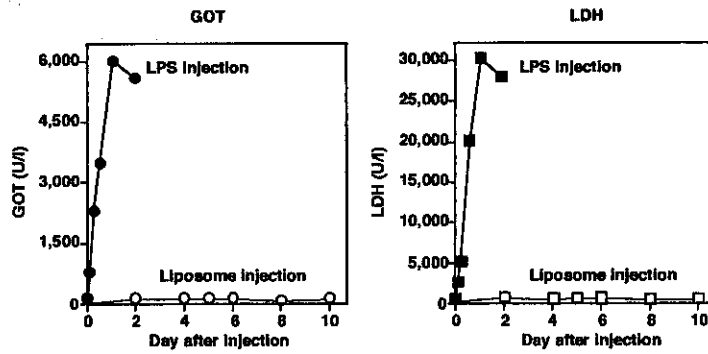 GOT
6,000
4,500
3,000
1,500
0
GOT (U/l)
LPS injection
Liposome injection
0 2 4 6 8 10
Day after injection
LDH
30,000
25,000
20,000
15,000
10,000
5,000
0
LDH (U/l)
LPS injection
Liposome injection
0 2 4 6 8 10
Day after injection